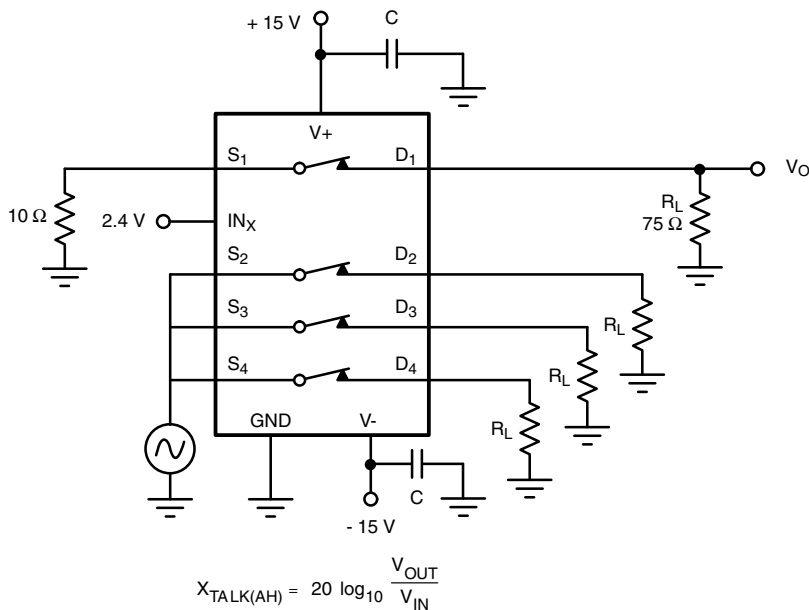 + 15 V
C
V+
S1
D1
VO
10 Ω
2.4 V
INX
RL
75 Ω
S2
D2
S3
D3
RL
S4
D4
RL
GND
V-
RL
C
- 15 V
XTALK(AH) = 20 log10 VOUT
VIN